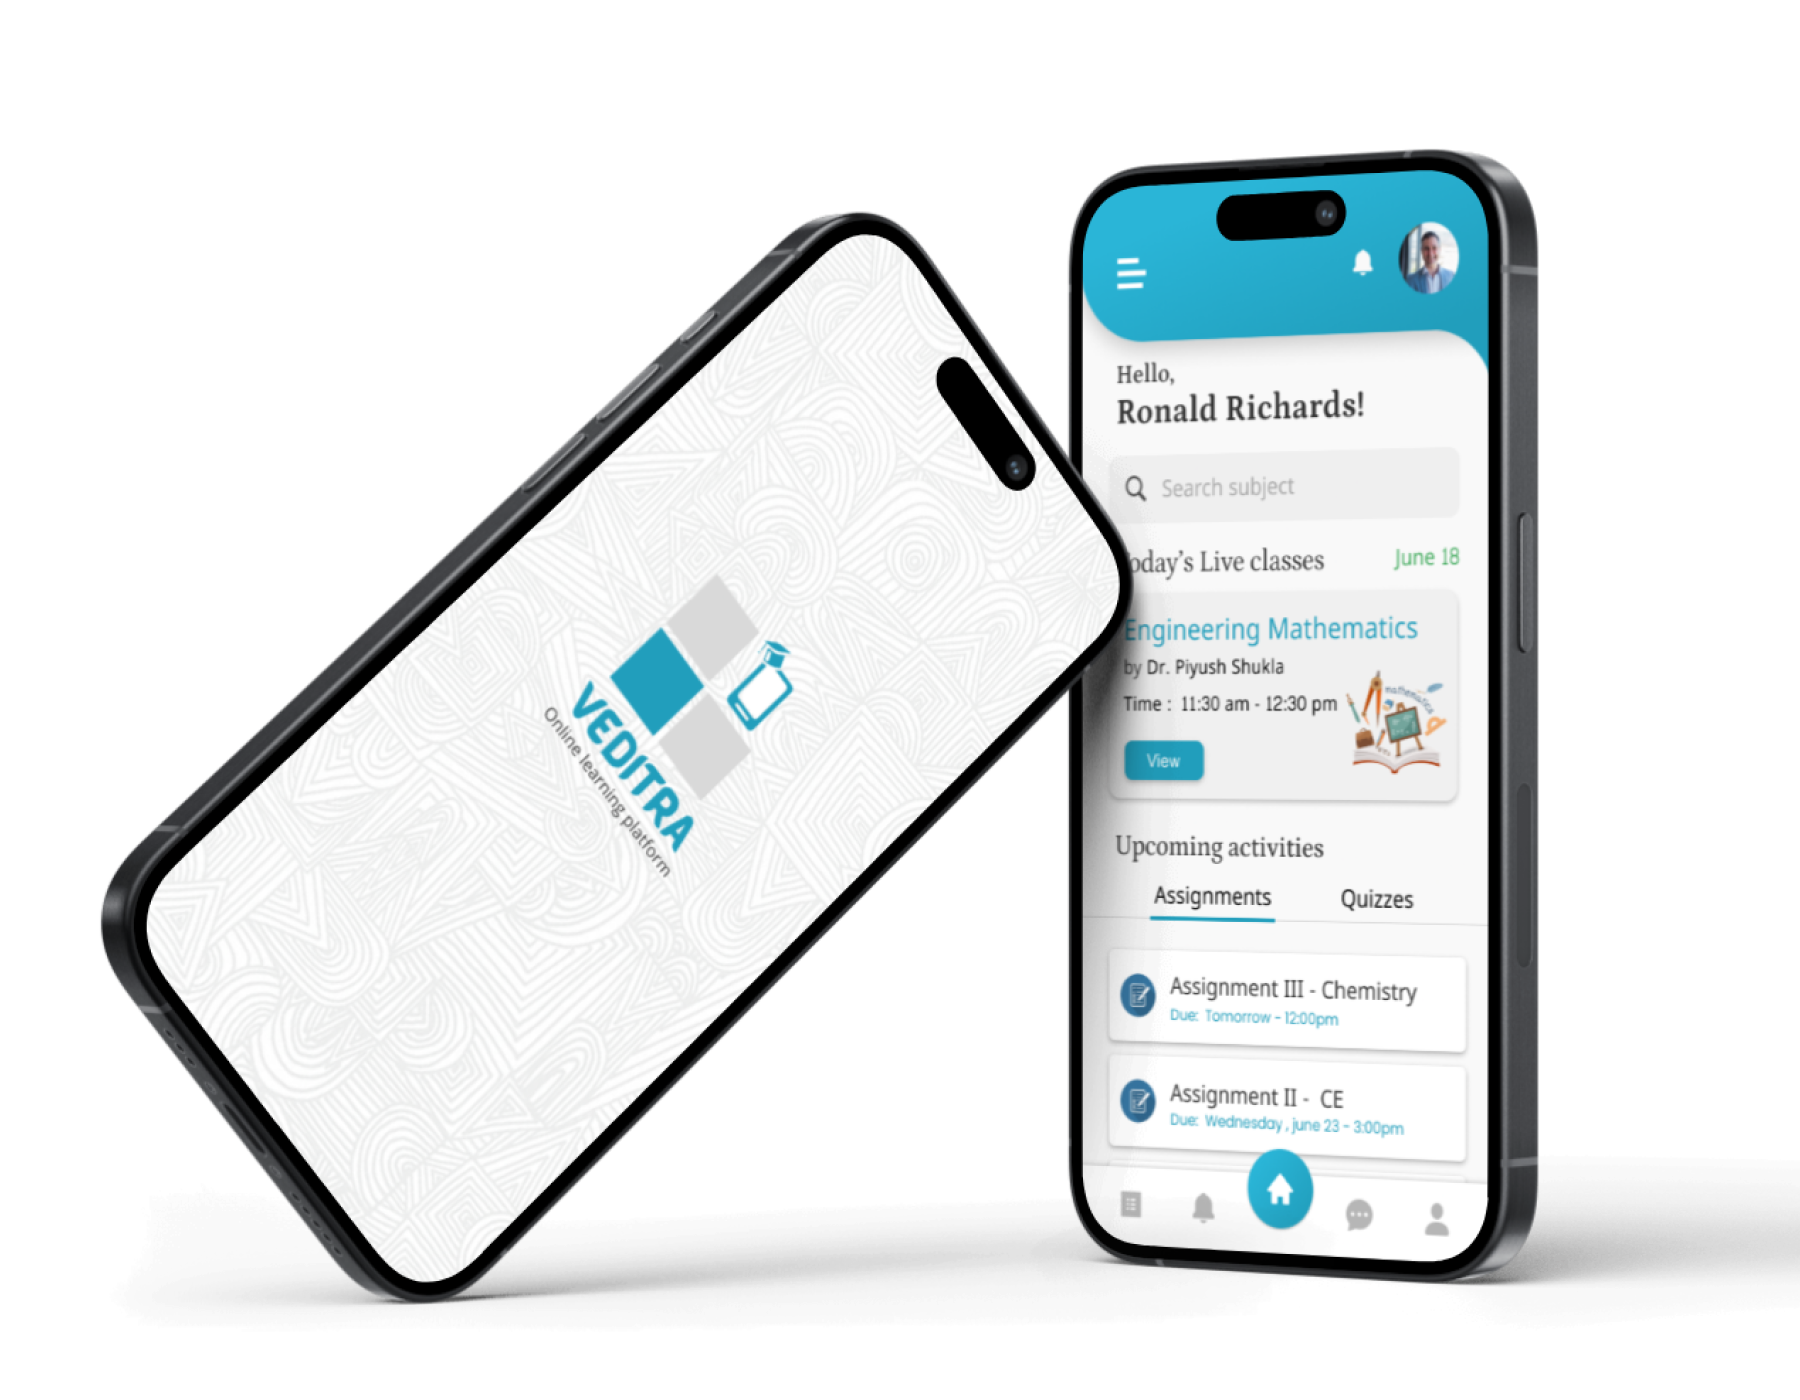 VEDITRA
Online learning platform
Hello,
Ronald Richards!
Search subject
oday's Live classes
June 18
Engineering Mathematics
by Dr. Piyush Shukla
Time : 11:30 am - 12:30 pm
mathematics
View
Upcoming activities
Assignments
Quizzes
Assignment III - Chemistry
Due: Tomorrow - 12:00pm
Assignment II - CE
Due: Wednesday , june 23 - 3:00pm